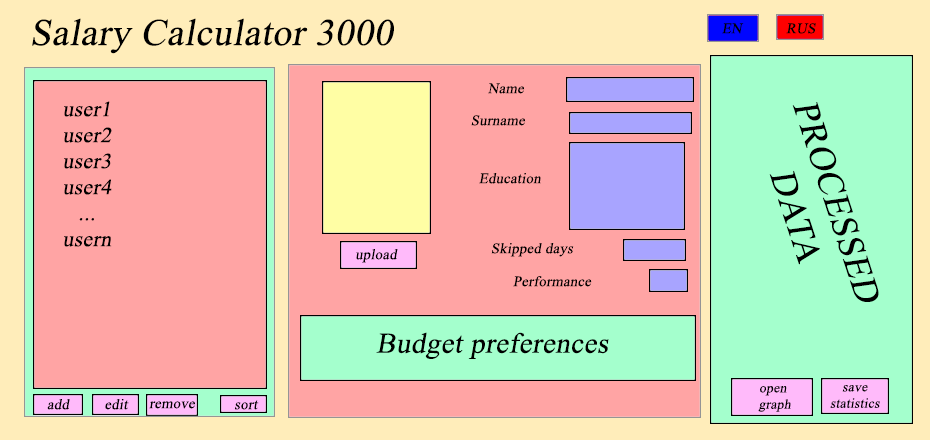 Salary Calculator 3000
EN
RUS
user1
user2
user3
user4
...
usern
add
edit
remove
sort
upload
Name
Surname
Education
Skipped days
Performance
Budget preferences
PROCESSED
DATA
open
graph
save
statistics